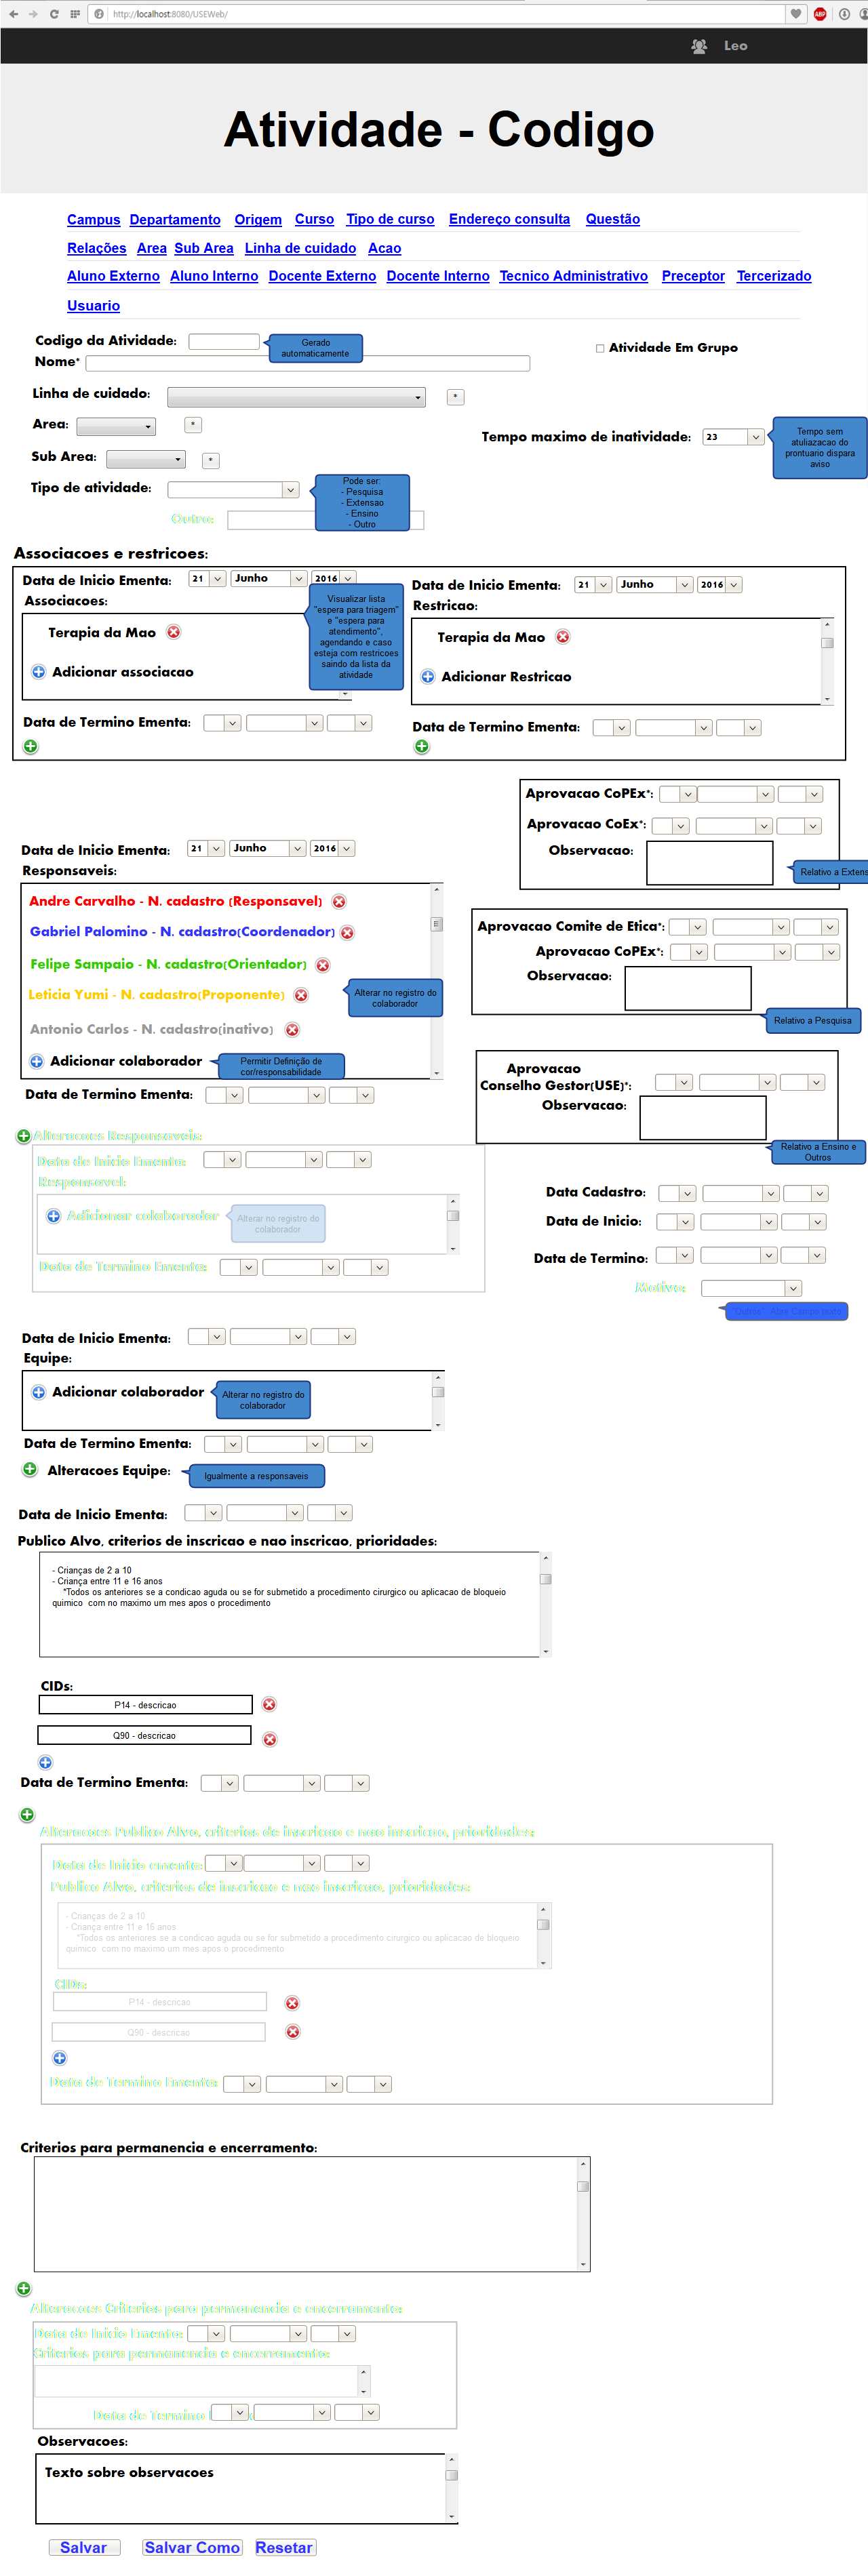 http://localhost:8080/USEWeb/
ABP
Leo
Atividade - Codigo
Campus Departamento Origem Curso Tipo de curso Endereço consulta Questão
Relações Area Sub Area Linha de cuidado Acao
Aluno Externo Aluno Interno Docente Externo Docente Interno Tecnico Administrativo Preceptor Tercerizado
Usuario
Codigo da Atividade:
Gerado
automaticamente
Atividade Em Grupo
Nome*
Linha de cuidado:
*
Area:
*
Tempo maximo de inatividade: 23
Tempo sem
atuliazacao do
prontuario dispara
aviso
Sub Area:
*
Tipo de atividade:
Pode ser:
- Pesquisa
- Extensao
- Ensino
- Outro
Outro:
Associacoes e restricoes:
Data de Inicio Ementa: 21 Junho 2016
Associacoes:
Terapia da Mao
Adicionar associacao
Visualizar lista
"espera para triagem"
e "espera para
atendimento",
agendando e caso
esteja com restricoes
saindo da lista da
atividade
Data de Termino Ementa:
Data de Inicio Ementa: 21 Junho 2016
Restricao:
Terapia da Mao
Adicionar Restricao
Data de Termino Ementa:
Aprovacao CoPEx*:
Aprovacao CoEx*:
Observacao:
Relativo a Extens
Data de Inicio Ementa: 21 Junho 2016
Responsaveis:
Andre Carvalho - N. cadastro (Responsavel)
Gabriel Palomino - N. cadastro(Coordenador)
Felipe Sampaio - N. cadastro(Orientador)
Leticia Yumi - N. cadastro(Proponente)
Alterar no registro do
colaborador
Antonio Carlos - N. cadastro(inativo)
Adicionar colaborador
Permitir Definição de
cor/responsabilidade
Data de Termino Ementa:
Aprovacao Comite de Etica*:
Aprovacao CoPEx*:
Observacao:
Relativo a Pesquisa
Aprovacao
Conselho Gestor(USE)*:
Observacao:
Relativo a Ensino e
Outros
Alteracoes Responsaveis:
Data de Inicio Ementa:
Responsavel:
Adicionar colaborador
Alterar no registro do
colaborador
Data de Termino Ementa:
Data Cadastro:
Data de Inicio:
Data de Termino:
Motivo:
"Outros", Abre Campo texto
Data de Inicio Ementa:
Equipe:
Adicionar colaborador
Alterar no registro do
colaborador
Data de Termino Ementa:
Alteracoes Equipe:
Igualmente a responsaveis
Data de Inicio Ementa:
Publico Alvo, criterios de inscricao e nao inscricao, prioridades:
- Crianças de 2 a 10
- Criança entre 11 e 16 anos
*Todos os anteriores se a condicao aguda ou se for submetido a procedimento cirurgico ou aplicacao de bloqueio
quimico com no maximo um mes apos o procedimento
CIDs:
P14 - descricao
Q90 - descricao
Data de Termino Ementa:
Alteracoes Publico Alvo, criterios de inscricao e nao inscricao, prioridades:
Data de Inicio ementa:
Publico Alvo, criterios de inscricao e nao inscricao, prioridades:
- Crianças de 2 a 10
- Criança entre 11 e 16 anos
*Todos os anteriores se a condicao aguda ou se for submetido a procedimento cirurgico ou aplicacao de bloqueio
quimico com no maximo um mes apos o procedimento
CIDs:
P14 - descricao
Q90 - descricao
Data de Termino Ementa:
Criterios para permanencia e encerramento:
Alteracoes Criterios para permanencia e encerramento:
Data de Inicio Ementa:
Criterios para permanencia e encerramento:
Data de Termino
Observacoes:
Texto sobre observacoes
Salvar Salvar Como Resetar